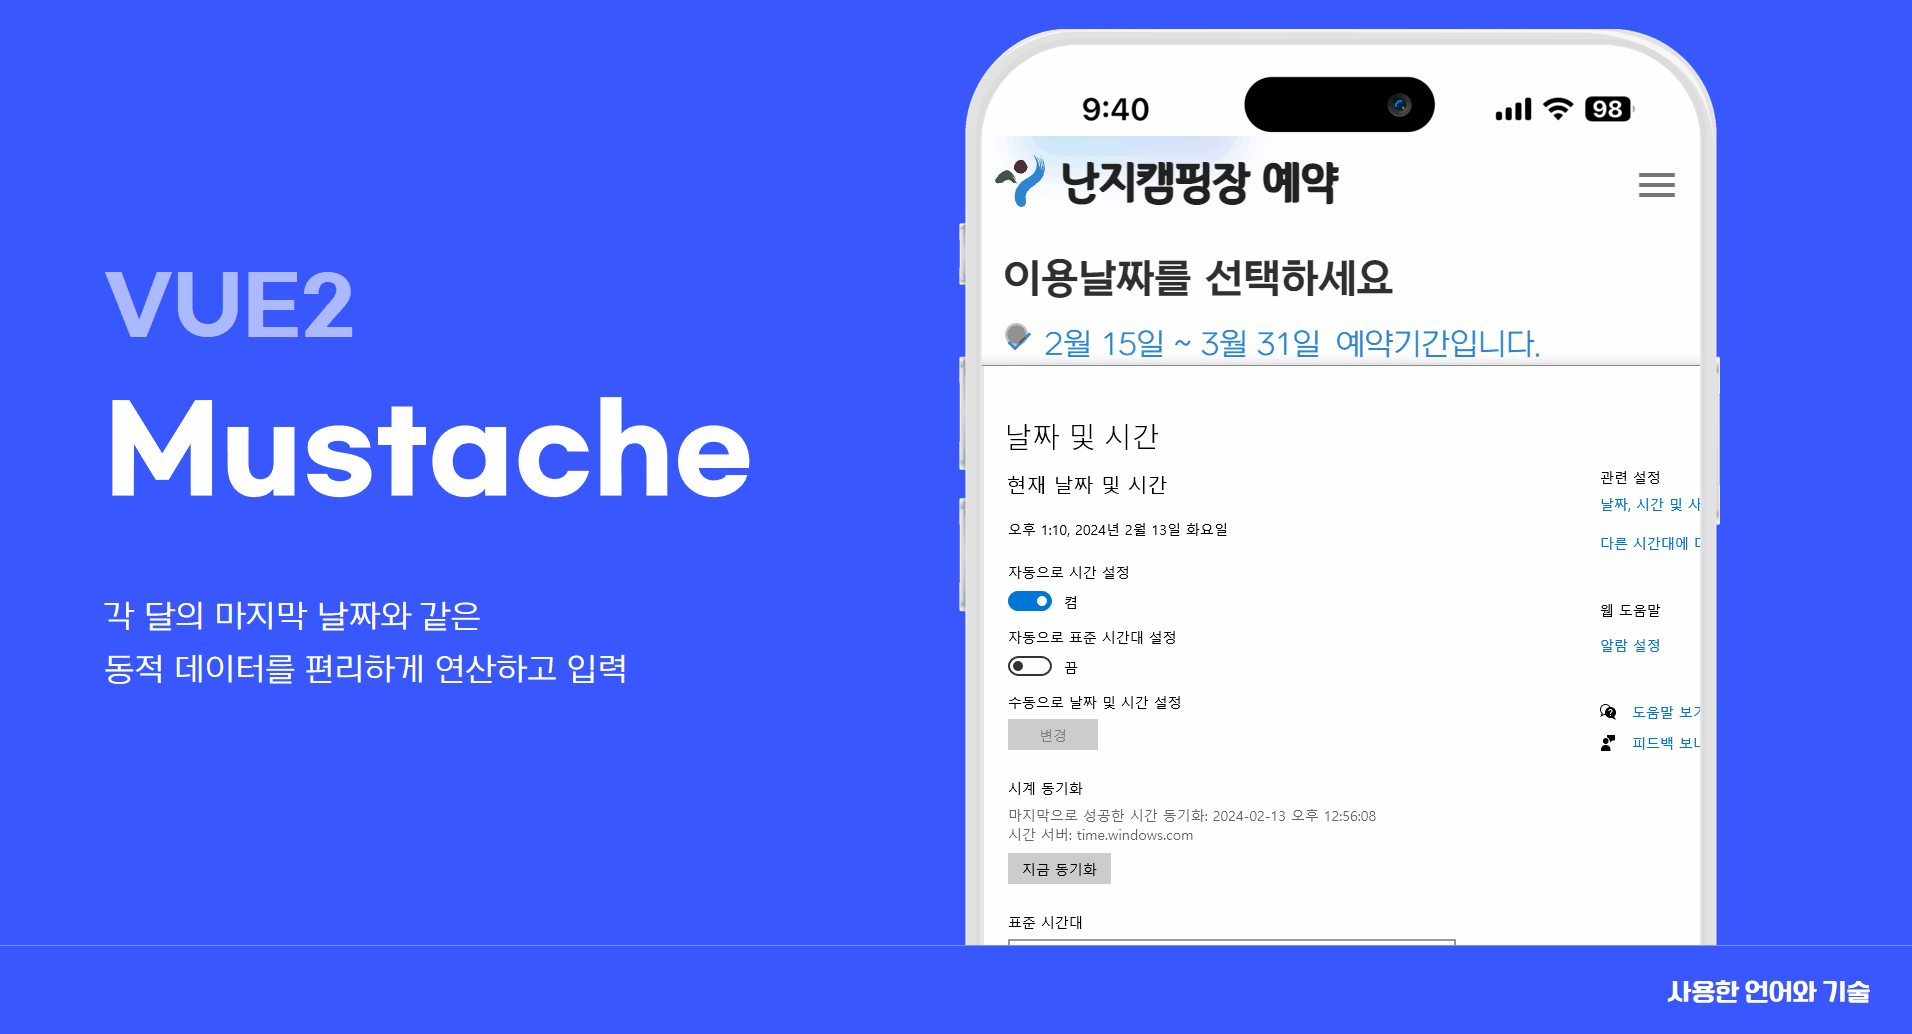 VUE2
Mustache
각 달의 마지막 날짜와 같은
동적 데이터를 편리하게 연산하고 입력
9:40
98
난지캠핑장 예약
이용날짜를 선택하세요
2월 15일 ~ 3월 31일 예약기간입니다.
날짜 및 시간
현재 날짜 및 시간
오후 1:10, 2024년 2월 13일 화요일
자동으로 시간 설정
켬
자동으로 표준 시간대 설정
끔
수동으로 날짜 및 시간 설정
변경
시계 동기화
마지막으로 성공한 시간 동기화: 2024-02-13 오후 12:56:08
시간 서버: time.windows.com
지금 동기화
표준 시간대
관련 설정
날짜, 시간 및
다른 시간대에
웹 도움말
알람 설정
도움말
피드백
사용한 언어와 기술